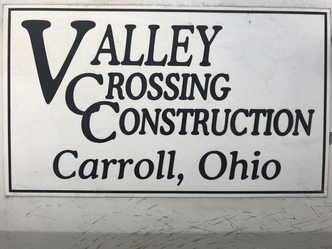 VALLEY
CROSSING
CONSTRUCTION
Carroll, Ohio